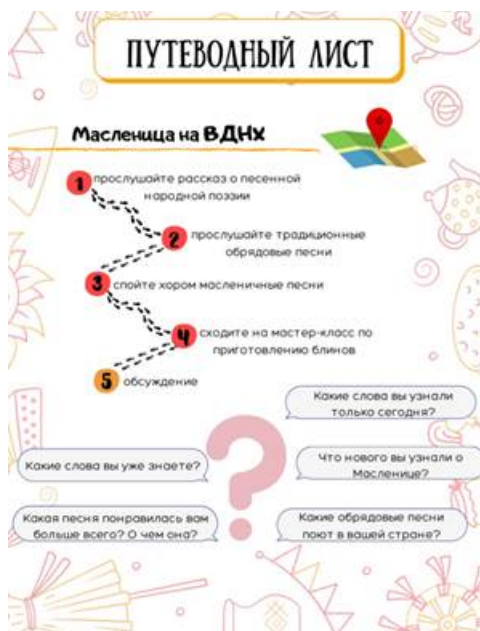 ПУТЕВОДНЫЙ ЛИСТ
Масленица на ВДНХ
1 прослушайте рассказ о песенной
народной поэзии
2 прослушайте традиционные
обрядовые песни
3 спойте хором масленичные песни
4 сходите на мастер-класс по
приготовлению блинов
5 обсуждение
Какие слова вы узнали
только сегодня?
Какие слова вы уже знаете?
Что нового вы узнали о
Масленице?
Какая песня понравилась вам
больше всего? О чем она?
Какие обрядовые песни
поют в вашей стране?
?